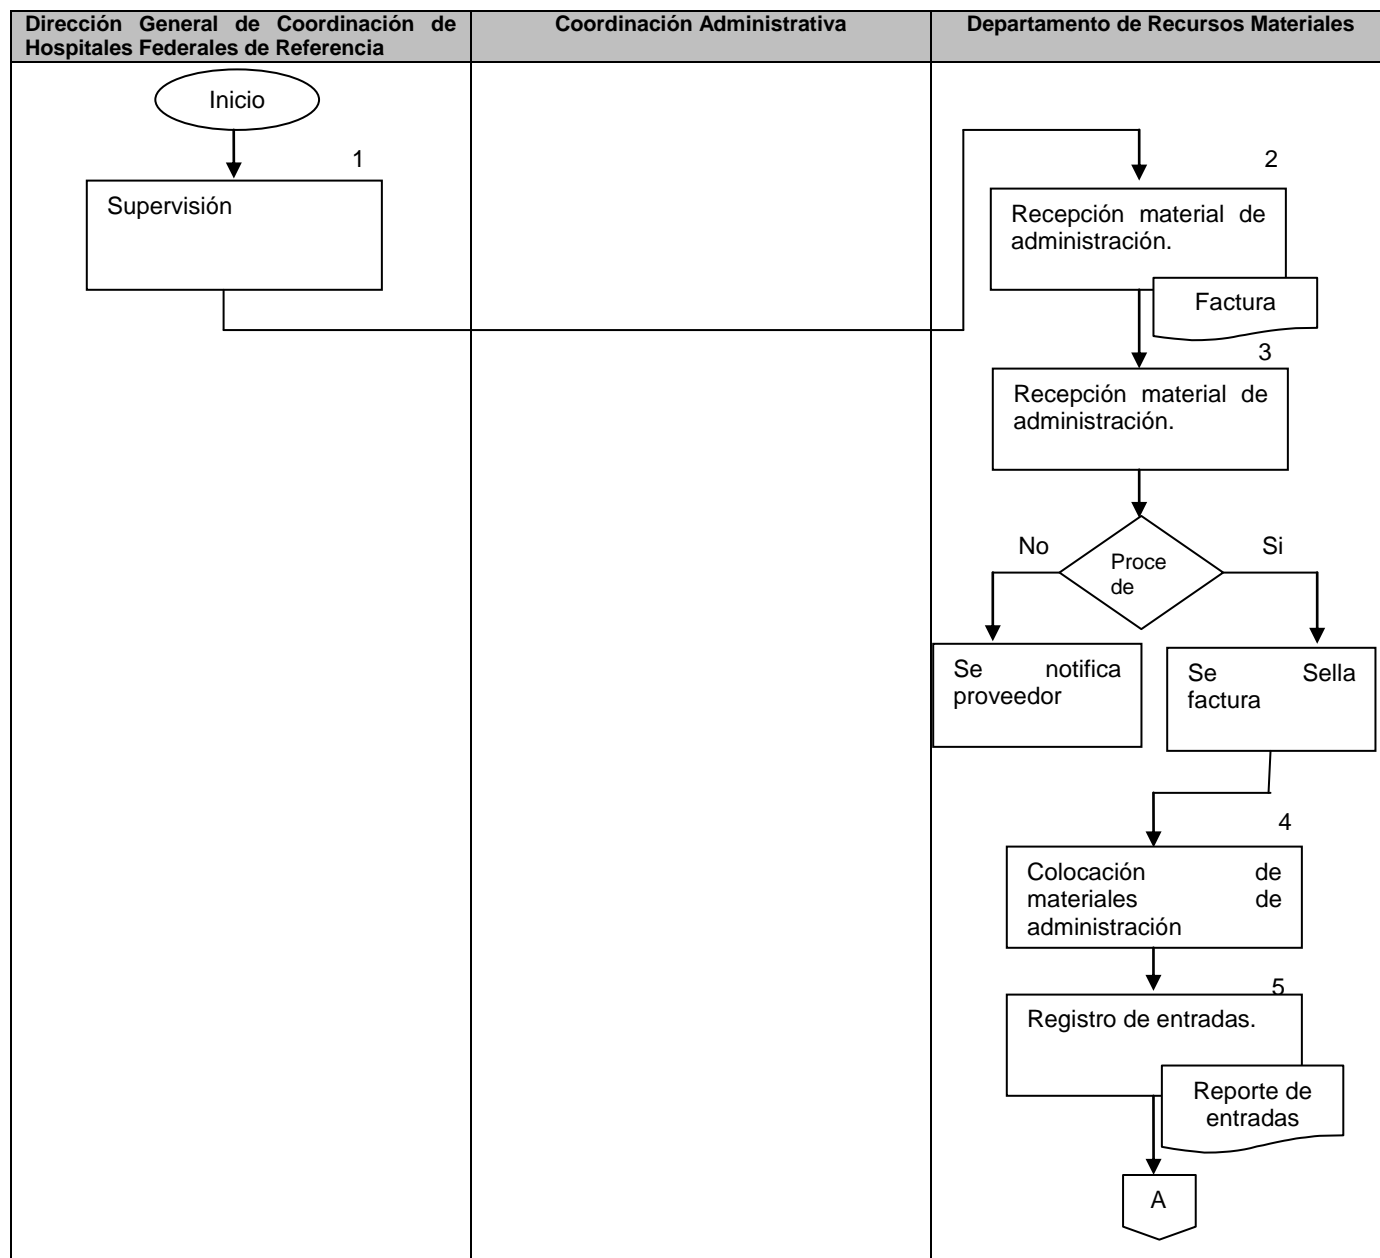 Dirección General de Coordinación de
Hospitales Federales de Referencia
Coordinación Administrativa
Departamento de Recursos Materiales
Inicio
1
Supervisión
2
Recepción material de
administración.
Factura
3
Recepción material de
administración.
No
Si
Proce
de
Se notifica
proveedor
Se Sella
factura
4
Colocación de
materiales de
administración
5
Registro de entradas.
Reporte de
entradas
A